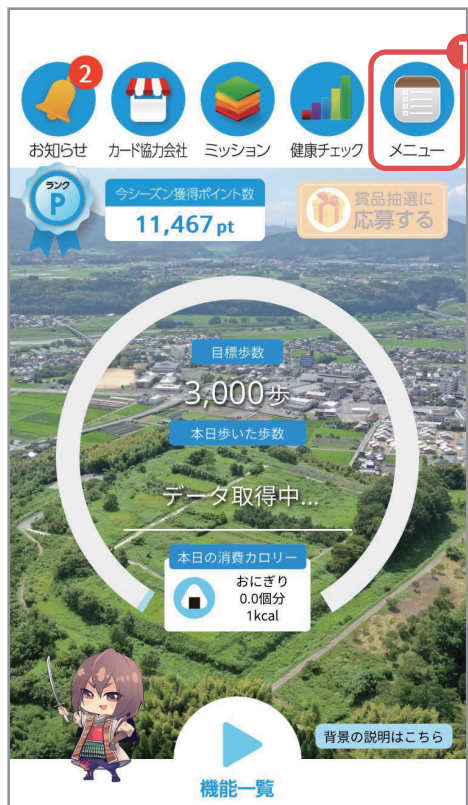 1
2
お知らせ
カード協力会社
ミッション
健康チェック
メニュー
ランク
P
今シーズン獲得ポイント数
11,467 pt
賞品抽選に
応募する
目標歩数
3,000歩
本日歩いた歩数
データ取得中...
本日の消費カロリー
おにぎり
0.0個分
1kcal
背景の説明はこちら
機能一覧